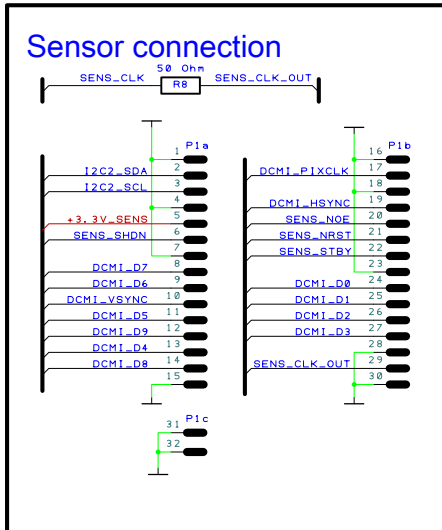 Sensor connection
50 Ohm
SENS_CLK R8 SENS_CLK_OUT
P1a
1
I2C2_SDA 2
I2C2_SCL 3
4
+3.3V_SENS 5
SENS_SHDN 6
7
DCMI_D7 8
DCMI_D6 9
DCMI_VSYNC 10
DCMI_D5 11
DCMI_D9 12
DCMI_D4 13
DCMI_D8 14
15
P1b
16
DCMI_PIXCLK 17
18
DCMI_HSYNC 19
SENS_NOE 20
SENS_NRST 21
SENS_STBY 22
23
DCMI_D0 24
DCMI_D1 25
DCMI_D2 26
DCMI_D3 27
28
SENS_CLK_OUT 29
30
P1c
31
32